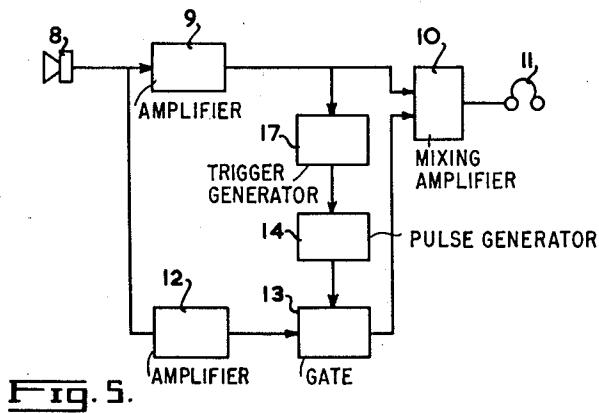 8
9
AMPLIFIER
10
MIXING
AMPLIFIER
11
17
TRIGGER
GENERATOR
14
PULSE GENERATOR
12
AMPLIFIER
13
GATE
Fig. 5.